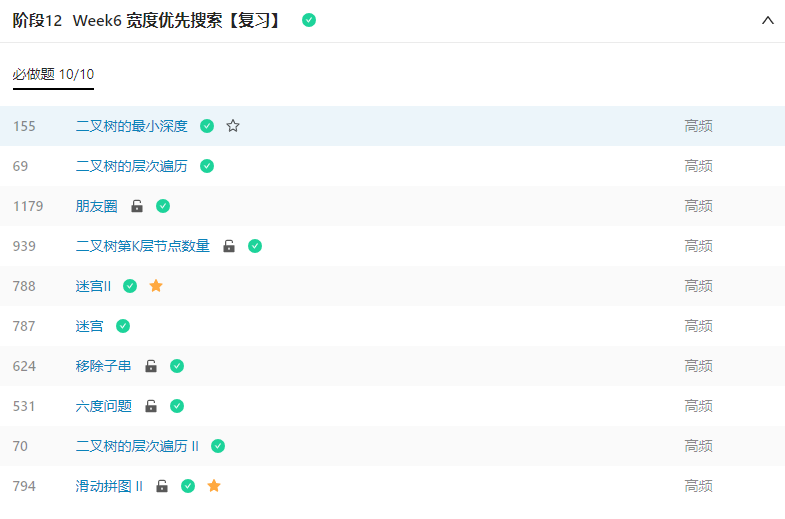 阶段12 Week6 宽度优先搜索【复习】
必做题 10/10
155 二叉树的最小深度 高频
69 二叉树的层次遍历 高频
1179 朋友圈 高频
939 二叉树第K层节点数量 高频
788 迷宫II 高频
787 迷宫 高频
624 移除子串 高频
531 六度问题 高频
70 二叉树的层次遍历 II 高频
794 滑动拼图 II 高频